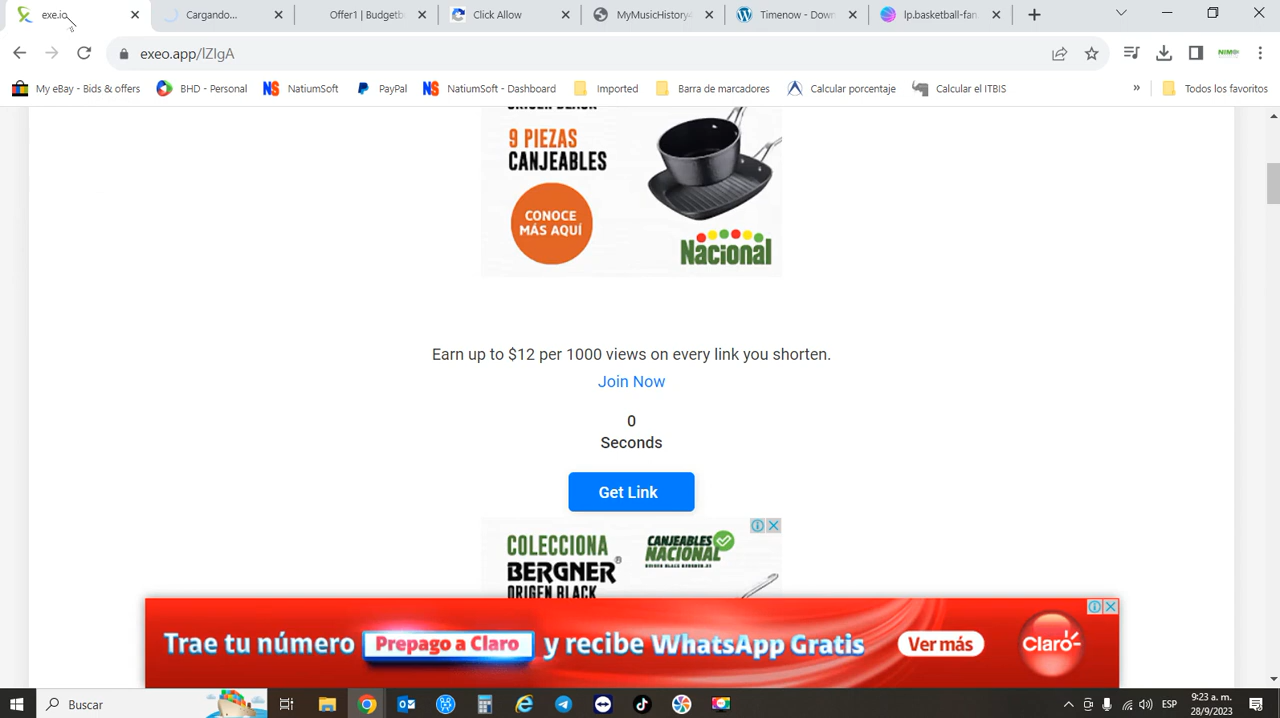 exe.io
Cargando...
Offer1 | Budgetb
Click Allow
MyMusicHistory
Timenow - Down
lp.basketball-fan
exeo.app/lZIgA
NIM
My eBay - Bids & offers
BHD - Personal
NS NatiumSoft
PayPal
NS NatiumSoft - Dashboard
Imported
Barra de marcadores
Calcular porcentaje
Calcular el ITBIS
»
Todos los favoritos
9 PIEZAS
CANJEABLES
CONOCE
MÁS AQUÍ
Nacional
Earn up to $12 per 1000 views on every link you shorten.
Join Now
0
Seconds
Get Link
COLECCIONA
BERGNER®
ORIGEN BLACK
CANJEABLES
NACIONAL
Trae tu número Prepago a Claro y recibe WhatsApp Gratis
Ver más
Claro
Buscar
ESP
9:23 a. m.
28/9/2023